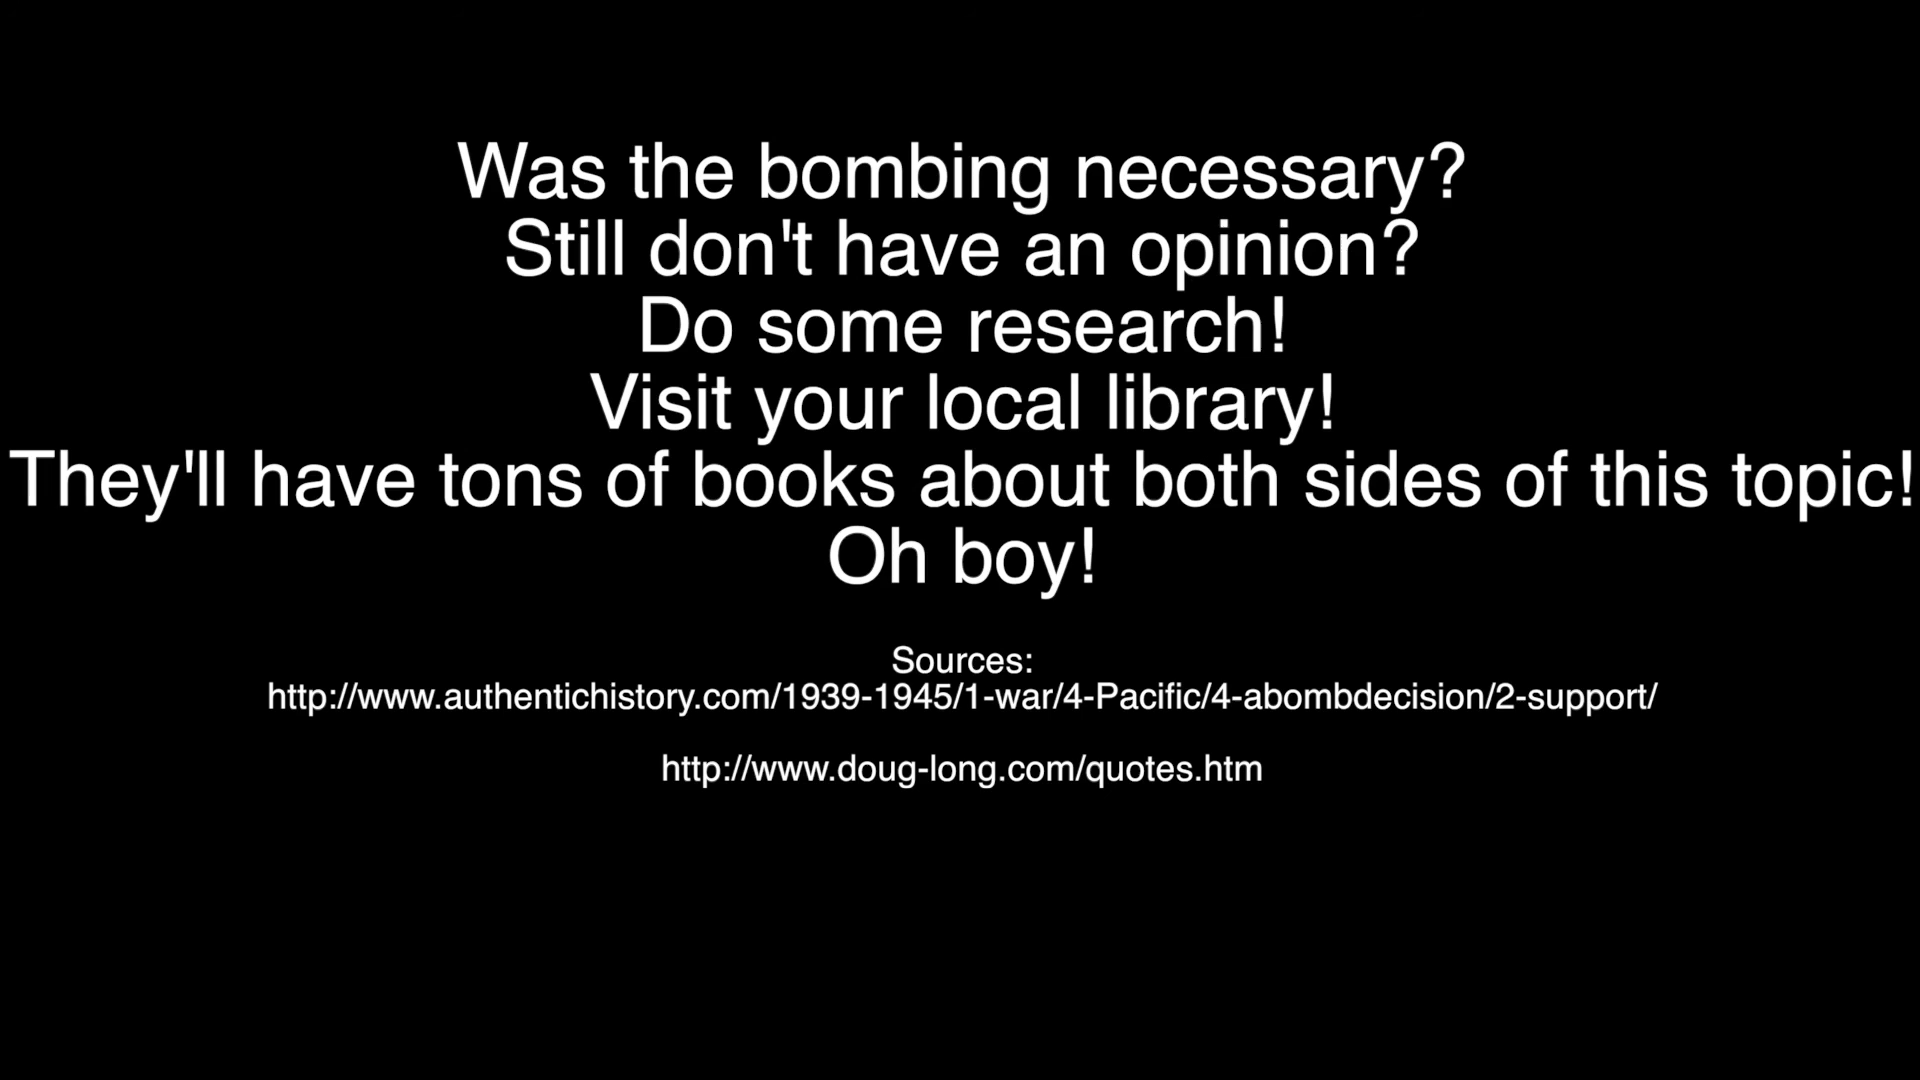 Was the bombing necessary?
Still don't have an opinion?
Do some research!
Visit your local library!
They'll have tons of books about both sides of this topic!
Oh boy!
Sources:
http://www.authentichistory.com/1939-1945/1-war/4-Pacific/4-abombdecision/2-support/
http://www.doug-long.com/quotes.htm